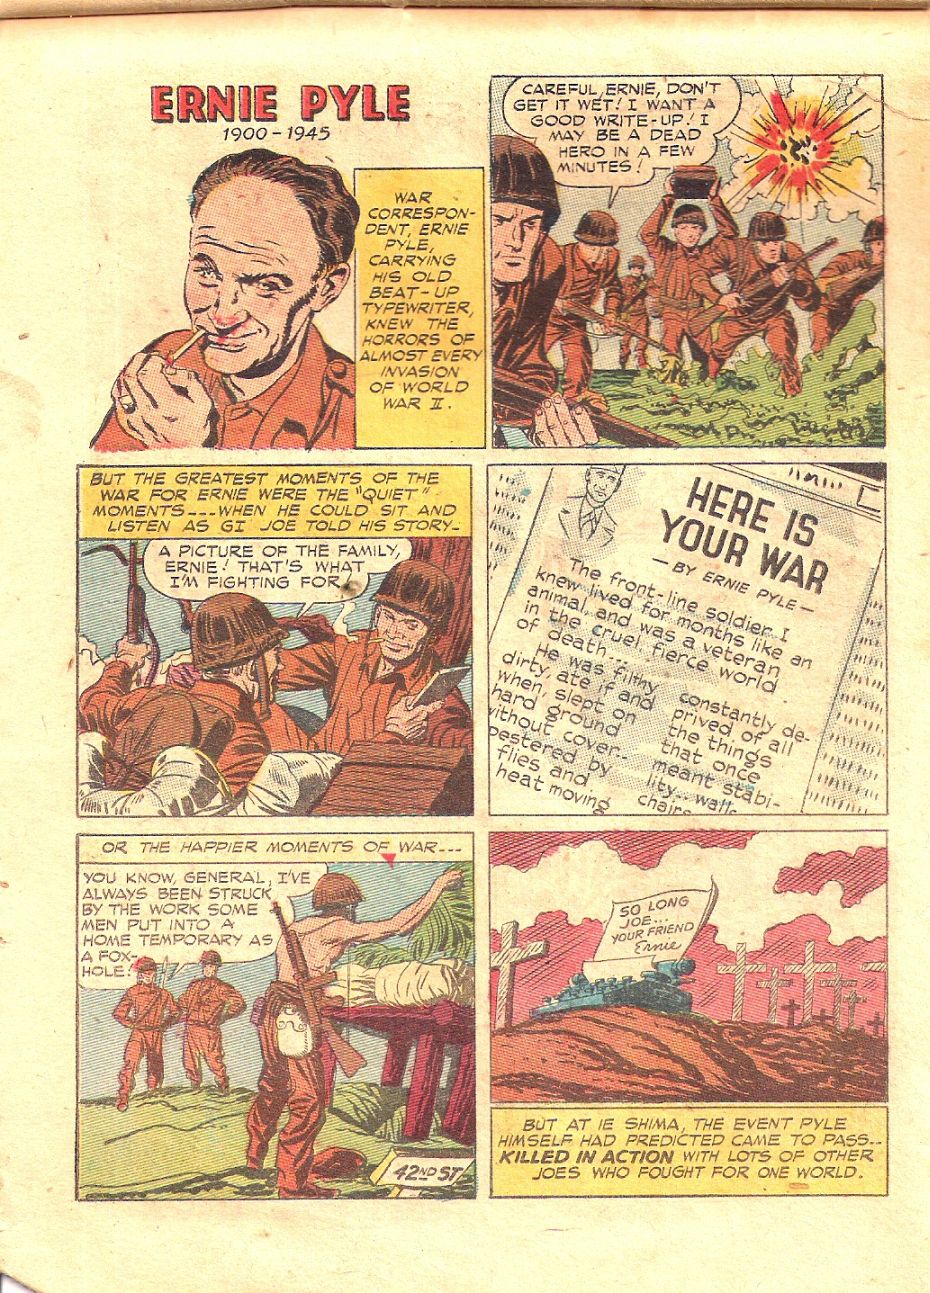 ERNIE PYLE
1900-1945
WAR
CORRESPON-
DENT, ERNIE
PYLE,
CARRYING
HIS OLD
BEAT-UP
TYPEWRITER,
KNEW THE
HORRORS OF
ALMOST EVERY
INVASION
OF WORLD
WAR II.
CAREFUL, ERNIE, DON'T
GET IT WET! I WANT A
GOOD WRITE-UP! I
MAY BE A DEAD
HERO IN A FEW
MINUTES!
BUT THE GREATEST MOMENTS OF THE
WAR FOR ERNIE WERE THE "QUIET"
MOMENTS---WHEN HE COULD SIT AND
LISTEN AS GI JOE TOLD HIS STORY-
A PICTURE OF THE FAMILY,
ERNIE! THAT'S WHAT
I'M FIGHTING FOR!
HERE IS
YOUR WAR
- BY ERNIE PYLE -
The front-line soldier I
knew lived for months like an
animal, and was a veteran
in the cruel, fierce world
of death...
He was filthy
dirty, ate if and
when, slept on
hard ground
without cover...
pestered by
flies and
heat moving
constantly de-
prived of all
the things
that once
meant stabi-
lity.. walls
chairs
OR THE HAPPIER MOMENTS OF WAR---
YOU KNOW, GENERAL, I'VE
ALWAYS BEEN STRUCK
BY THE WORK SOME
MEN PUT INTO A
HOME TEMPORARY AS
A FOX-
HOLE!
42ND ST
SO LONG
JOE...
YOUR FRIEND
Ernie
BUT AT IE SHIMA, THE EVENT PYLE
HIMSELF HAD PREDICTED CAME TO PASS--
KILLED IN ACTION WITH LOTS OF OTHER
JOES WHO FOUGHT FOR ONE WORLD.